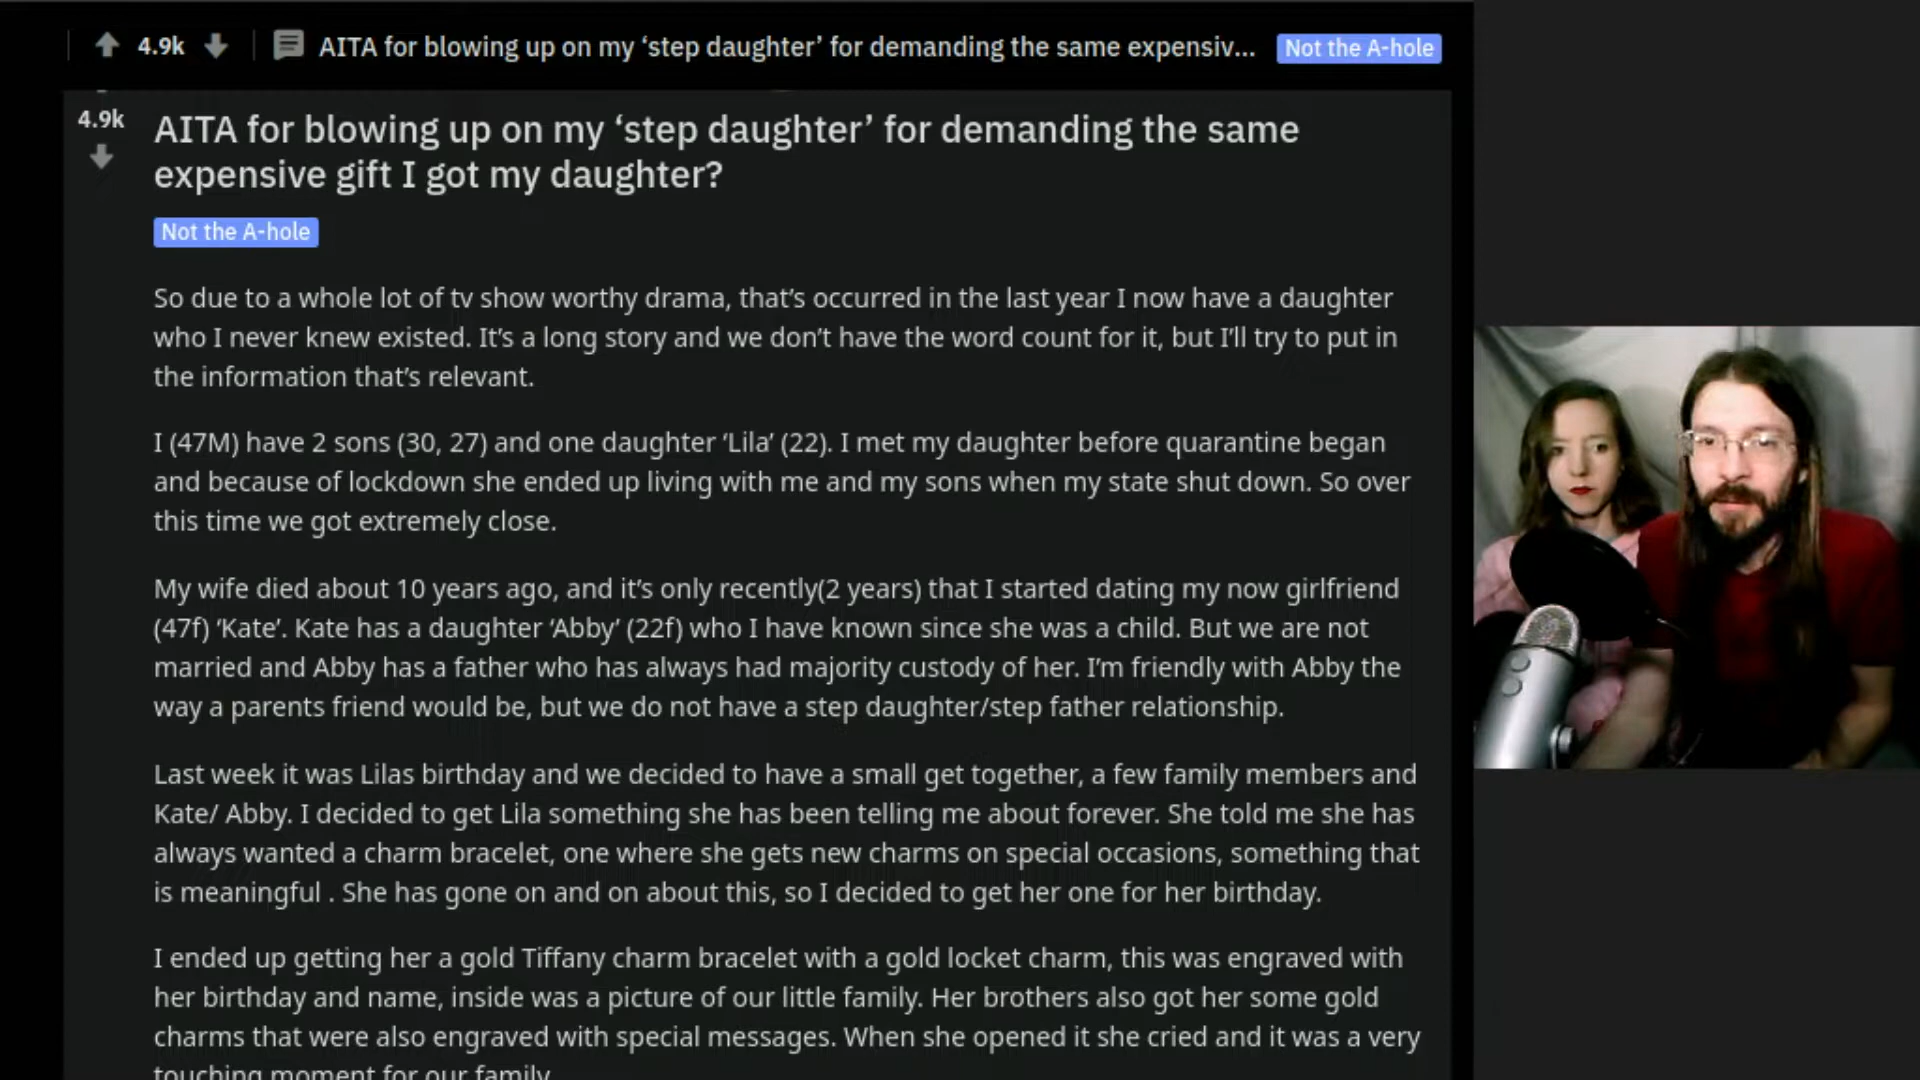 4.9k AITA for blowing up on my ‘step daughter’ for demanding the same expensiv... Not the A-hole
4.9k
AITA for blowing up on my ‘step daughter’ for demanding the same
expensive gift I got my daughter?
Not the A-hole
So due to a whole lot of tv show worthy drama, that’s occurred in the last year I now have a daughter
who I never knew existed. It’s a long story and we don’t have the word count for it, but I’ll try to put in
the information that’s relevant.
I (47M) have 2 sons (30, 27) and one daughter ‘Lila’ (22). I met my daughter before quarantine began
and because of lockdown she ended up living with me and my sons when my state shut down. So over
this time we got extremely close.
My wife died about 10 years ago, and it’s only recently(2 years) that I started dating my now girlfriend
(47f) ‘Kate’. Kate has a daughter ‘Abby’ (22f) who I have known since she was a child. But we are not
married and Abby has a father who has always had majority custody of her. I’m friendly with Abby the
way a parents friend would be, but we do not have a step daughter/step father relationship.
Last week it was Lilas birthday and we decided to have a small get together, a few family members and
Kate/ Abby. I decided to get Lila something she has been telling me about forever. She told me she has
always wanted a charm bracelet, one where she gets new charms on special occasions, something that
is meaningful . She has gone on and on about this, so I decided to get her one for her birthday.
I ended up getting her a gold Tiffany charm bracelet with a gold locket charm, this was engraved with
her birthday and name, inside was a picture of our little family. Her brothers also got her some gold
charms that were also engraved with special messages. When she opened it she cried and it was a very
touching moment for our family